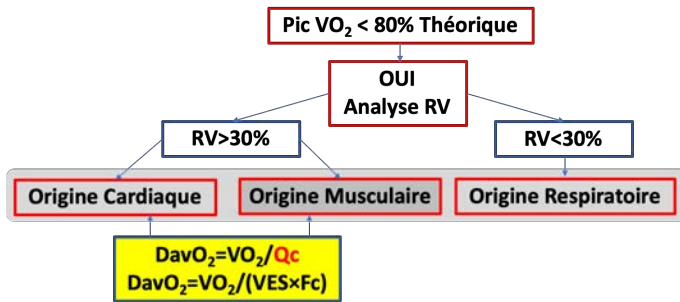 Pic VO₂ < 80% Théorique
OUI
Analyse RV
RV>30%
RV<30%
Origine Cardiaque
Origine Musculaire
Origine Respiratoire
DavO₂=VO₂/Qc
DavO₂=VO₂/(VES×Fc)